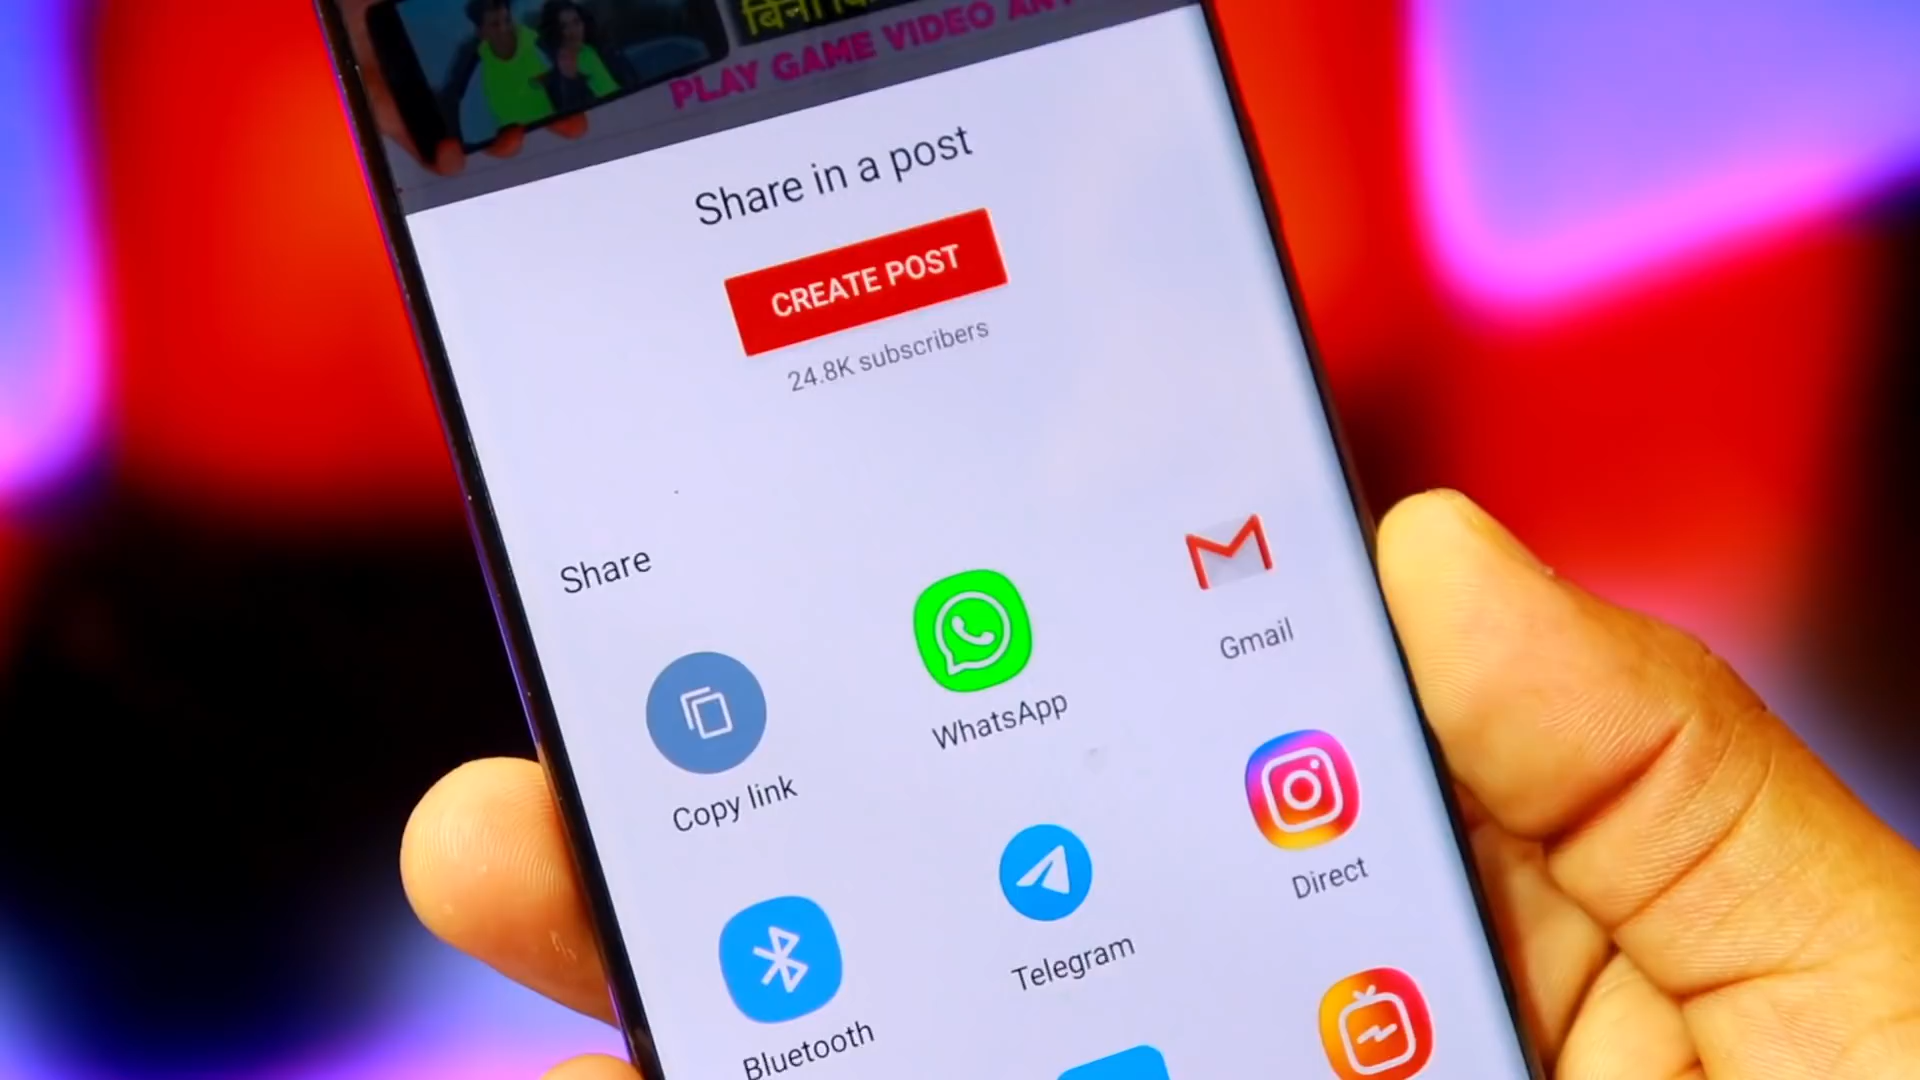 बिना
PLAY GAME VIDEO ANY
Share in a post
CREATE POST
24.8K subscribers
Share
Copy link
WhatsApp
Gmail
Bluetooth
Telegram
Direct